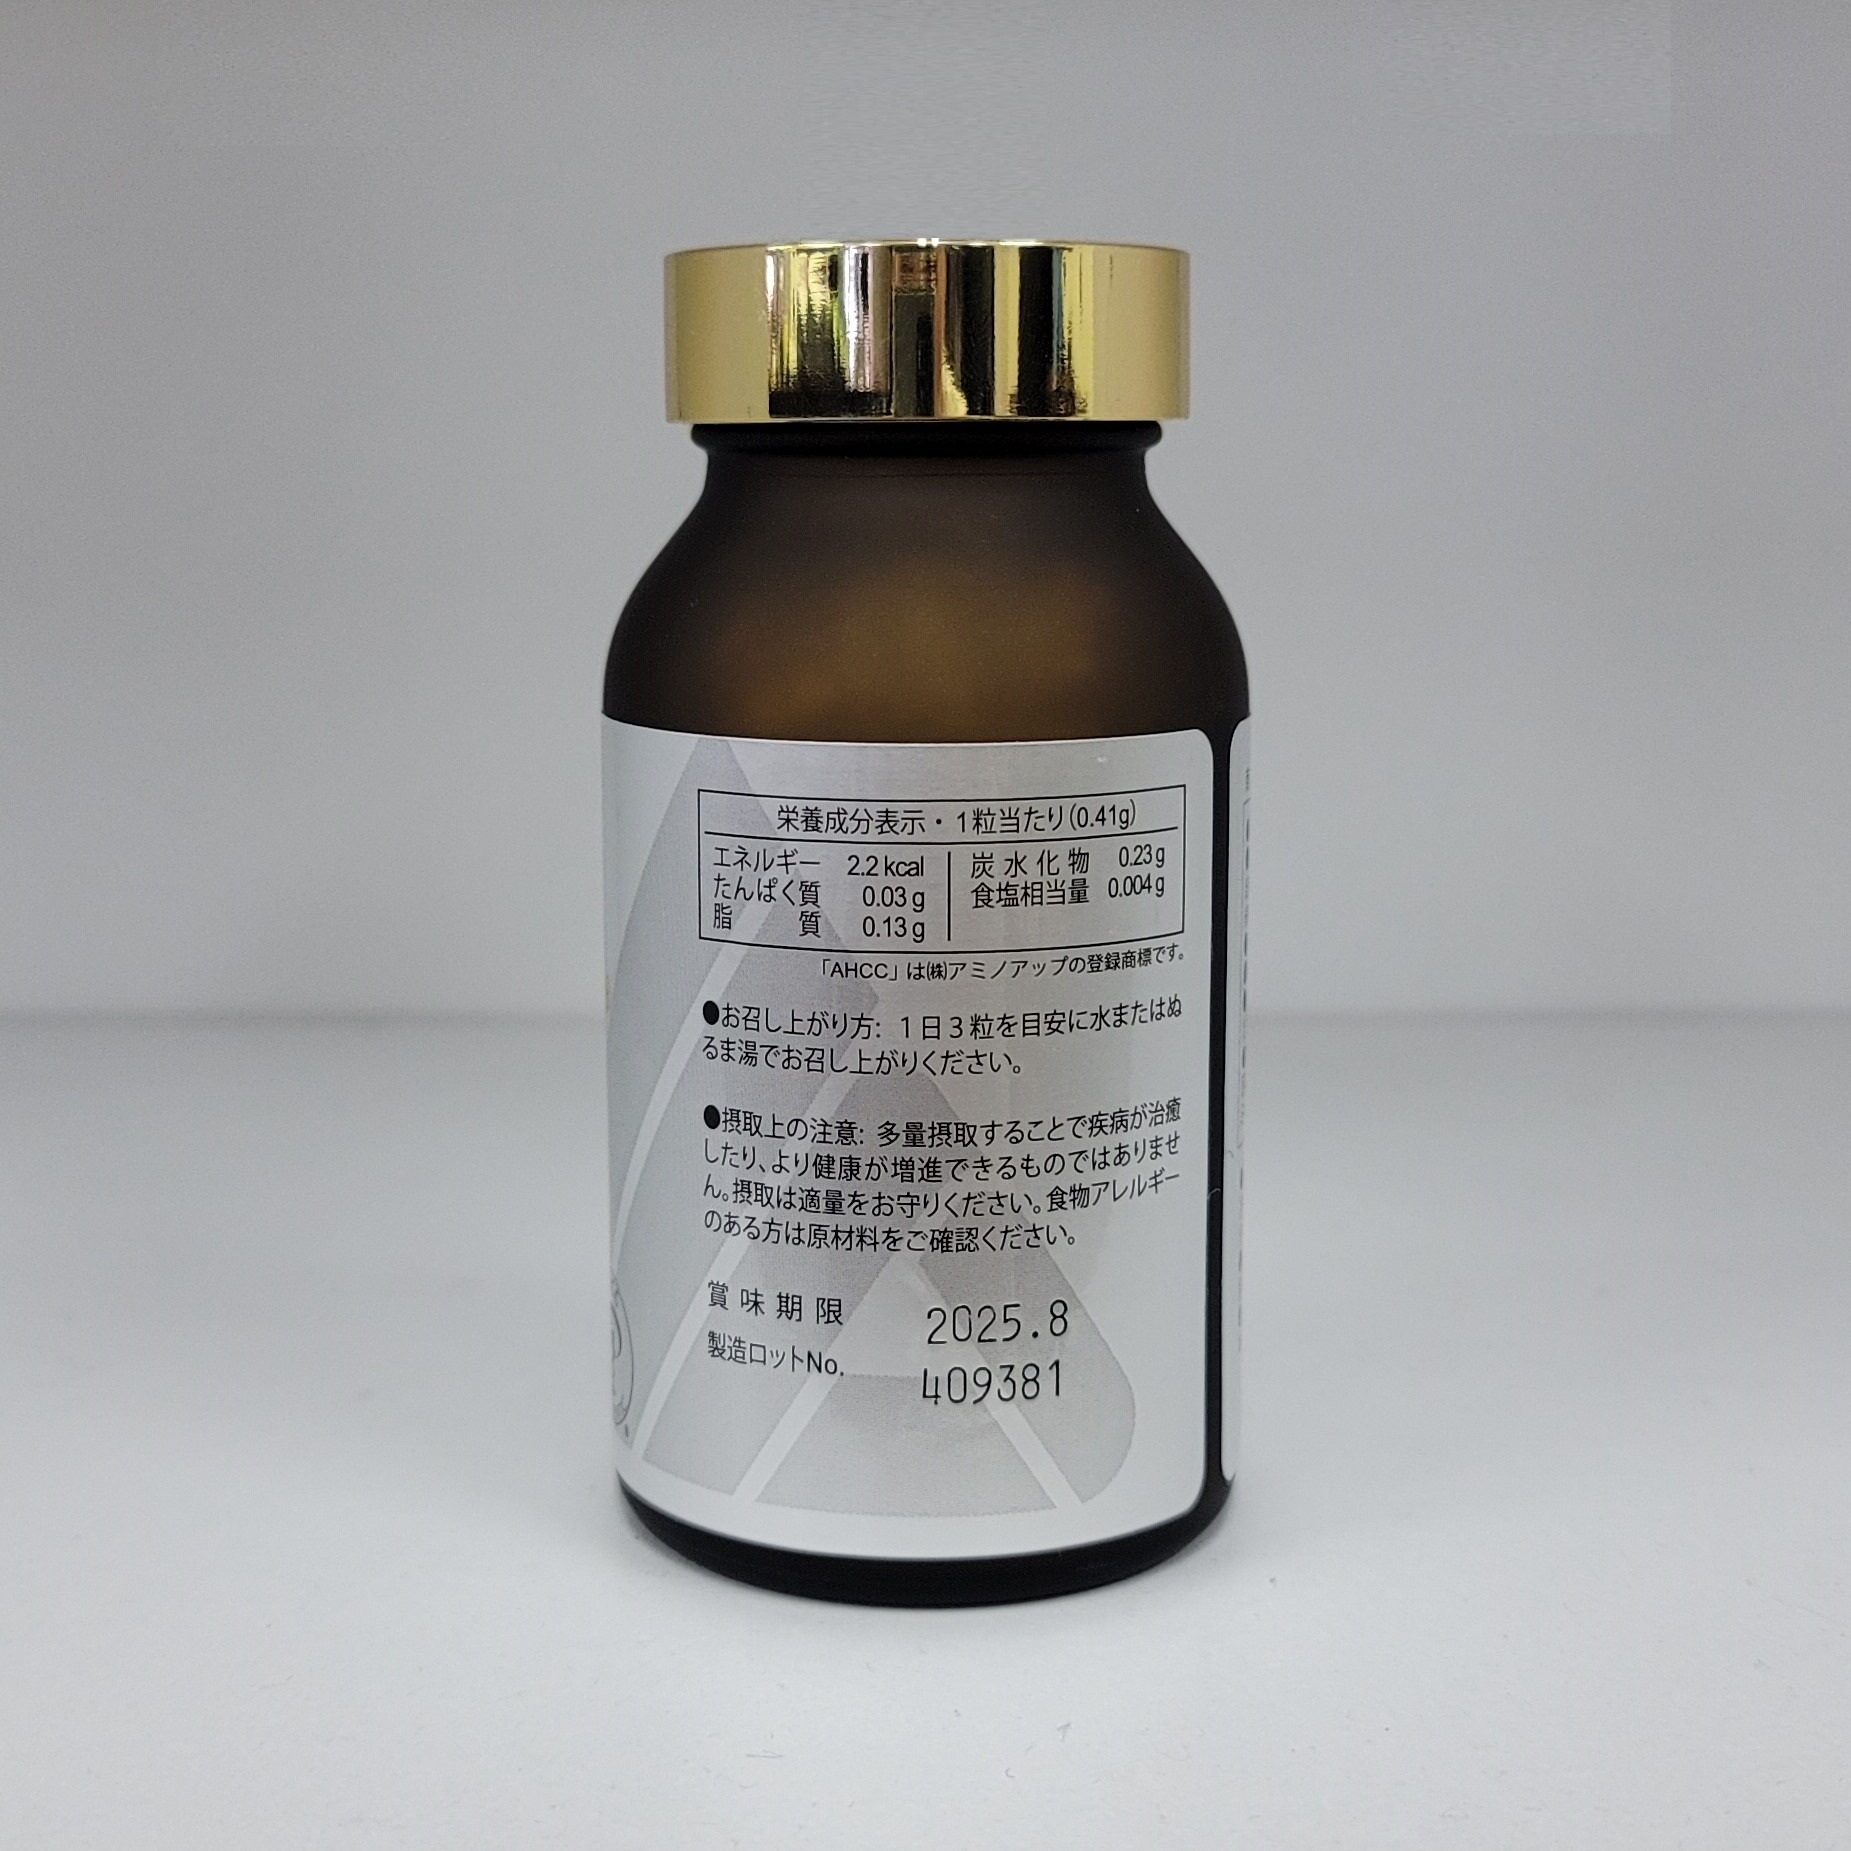 栄養成分表示・1粒当たり(0.41g)
エネルギー 2.2 kcal
たんぱく質 0.03 g
脂質 0.13 g
炭水化物 0.23 g
食塩相当量 0.004 g
「AHCC」は㈱アミノアップの登録商標です。
●お召し上がり方: 1日3粒を目安に水またはぬ
るま湯でお召し上がりください。
●摂取上の注意: 多量摂取することで疾病が治癒
したり、より健康が増進できるものではありませ
ん。摂取は適量をお守りください。食物アレルギー
のある方は原材料をご確認ください。
賞味期限 2025.8
製造ロットNo. 409381